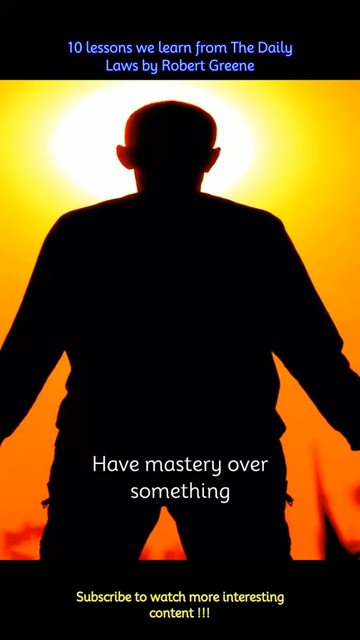 10 lessons we learn from The Daily
Laws by Robert Greene
Have mastery over
something
Subscribe to watch more interesting
content !!!